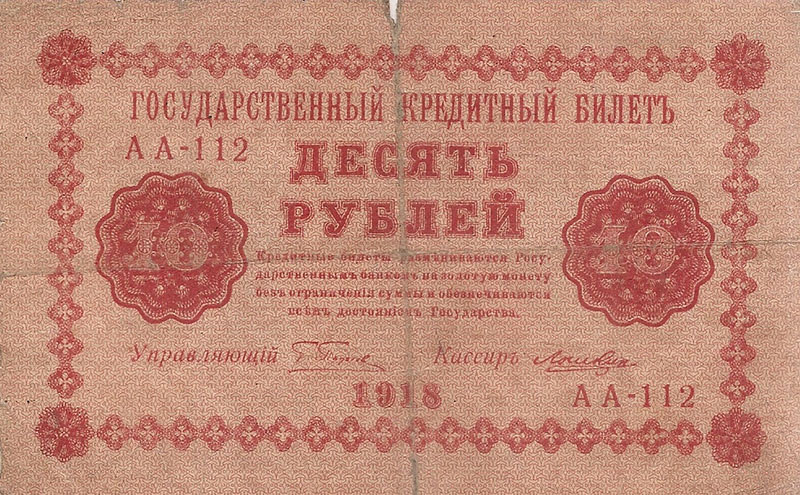 ГОСУДАРСТВЕННЫЙ КРЕДИТНЫЙ БИЛЕТЪ
АА-112
ДЕСЯТЬ
РУБЛЕЙ
10
10
Кредитные билеты размѣниваются Госу-
дарственнымъ банкомъ на золотую монету
безъ ограниченія суммы и обезпечиваются
всѣмъ достояніемъ Государства.
Управляющій
Кассиръ
1918
АА-112